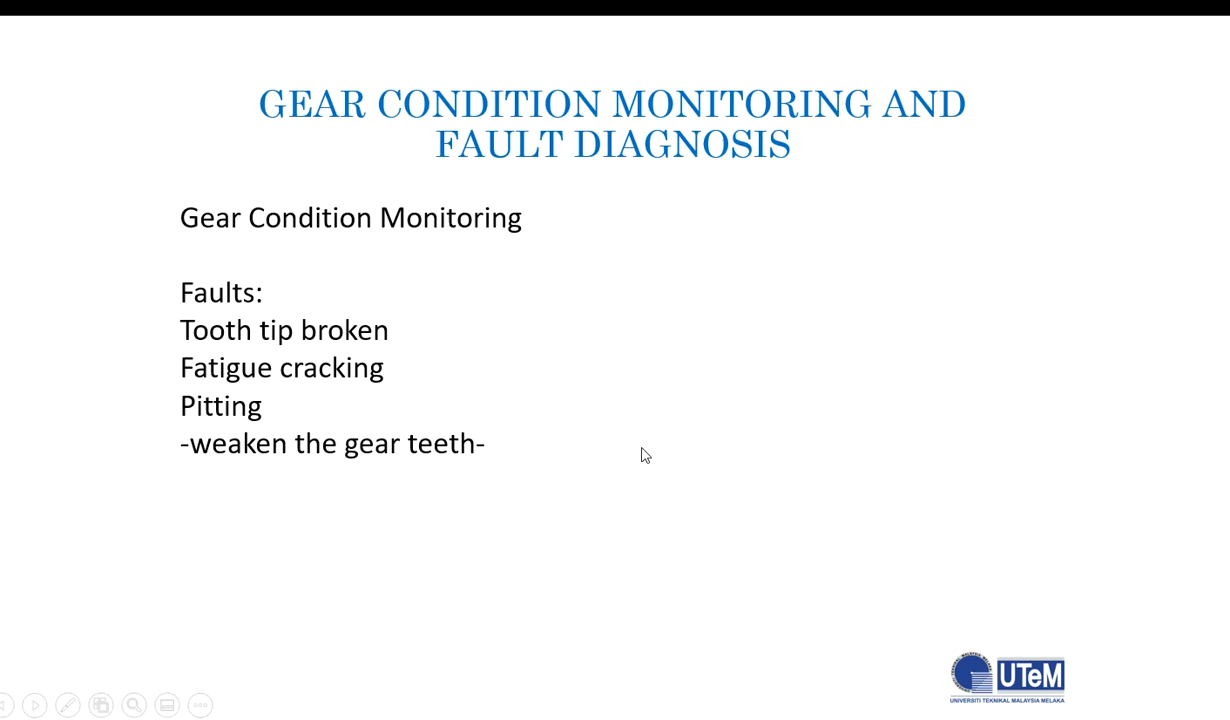 GEAR CONDITION MONITORING AND
FAULT DIAGNOSIS
Gear Condition Monitoring
Faults:
Tooth tip broken
Fatigue cracking
Pitting
-weaken the gear teeth-
UTeM
UNIVERSITI TEKNIKAL MALAYSIA MELAKA